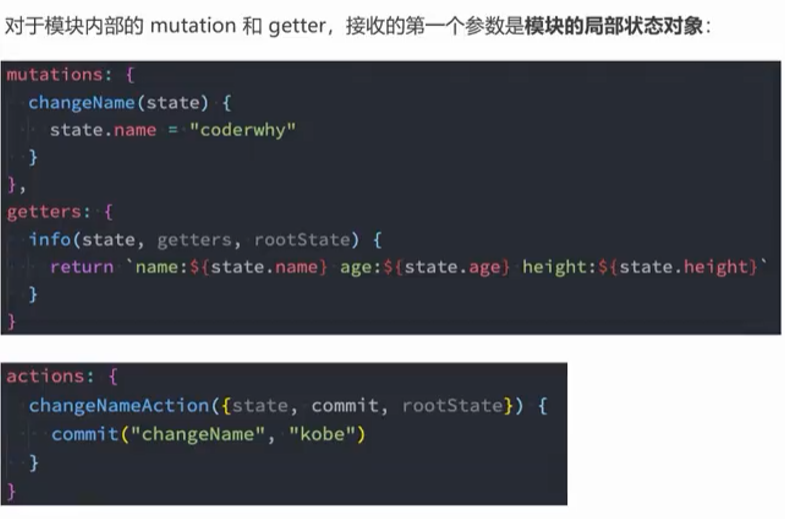 对于模块内部的 mutation 和 getter，接收的第一个参数是模块的局部状态对象：
mutations: {
  changeName(state) {
    state.name = "coderwhy"
  }
},
getters: {
  info(state, getters, rootState) {
    return `name:${state.name} age:${state.age} height:${state.height}`
  }
}
actions: {
  changeNameAction({state, commit, rootState}) {
    commit("changeName", "kobe")
  }
}